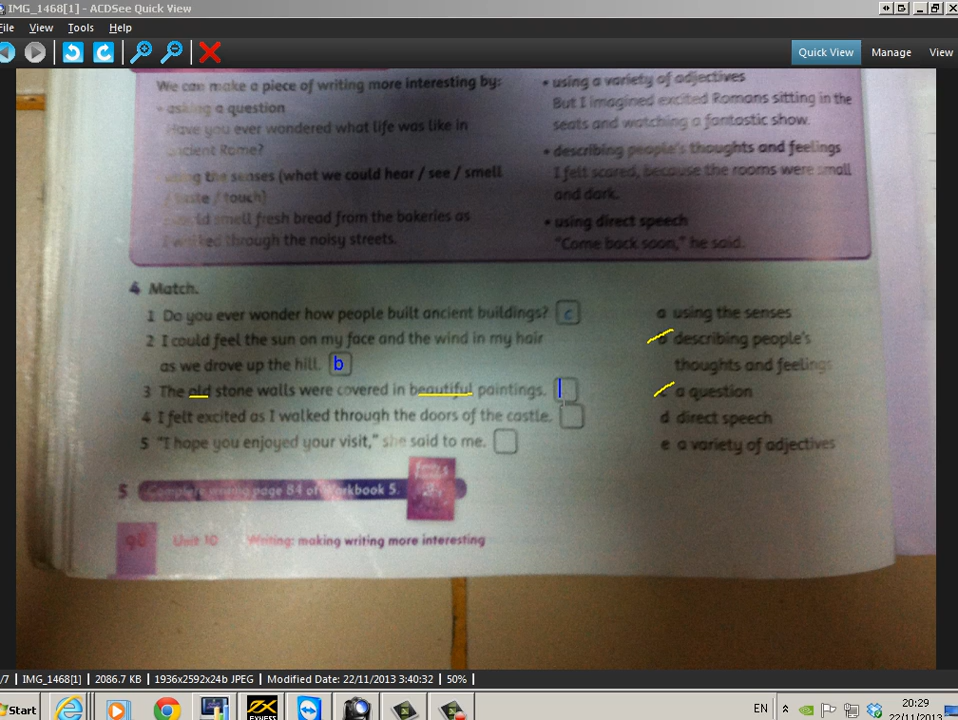 IMG_1468[1] - ACDSee Quick View
File View Tools Help
Quick View Manage View
We can make a piece of writing more interesting by:
• asking a question
Have you ever wondered what life was like in
ancient Rome?
using the senses (what we could hear / see / smell
/ taste / touch)
I could smell fresh bread from the bakeries as
I walked through the noisy streets.
• using a variety of adjectives
But I imagined excited Romans sitting in the
seats and watching a fantastic show.
• describing people's thoughts and feelings
I felt scared, because the rooms were small
and dark.
• using direct speech
"Come back soon," he said.
4 Match.
1 Do you ever wonder how people built ancient buildings? c
2 I could feel the sun on my face and the wind in my hair
as we drove up the hill. b
3 The old stone walls were covered in beautiful paintings.
4 I felt excited as I walked through the doors of the castle.
5 "I hope you enjoyed your visit," she said to me.
a using the senses
b describing people's
thoughts and feelings
c a question
d direct speech
e a variety of adjectives
5 Complete writing page 84 of Workbook 5.
98 Unit 10 Writing: making writing more interesting
/7 | IMG_1468[1] | 2086.7 KB | 1936x2592x24b JPEG | Modified Date: 22/11/2013 3:40:32 | 50% |
Start
EXNESS
EN
20:29
22/11/2013